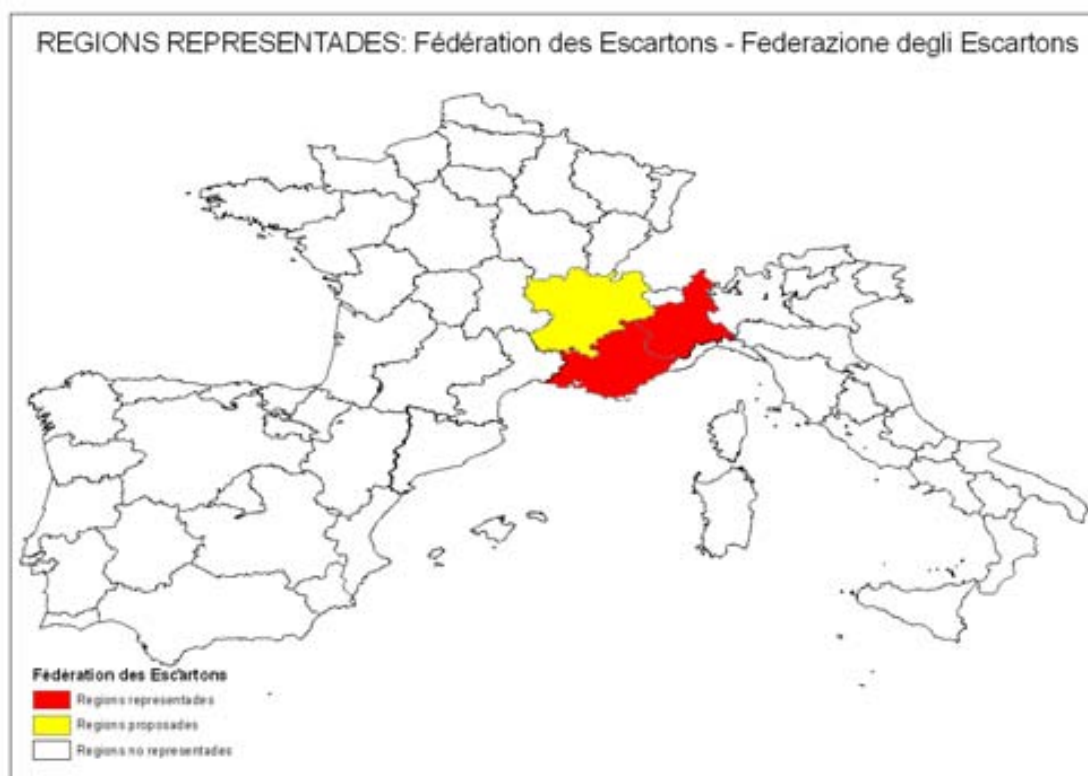 REGIONS REPRESENTADES: Fédération des Escartons - Federazione degli Escartons
Fédération des Escartons
Regions representades
Regions proposades
Regions no representades